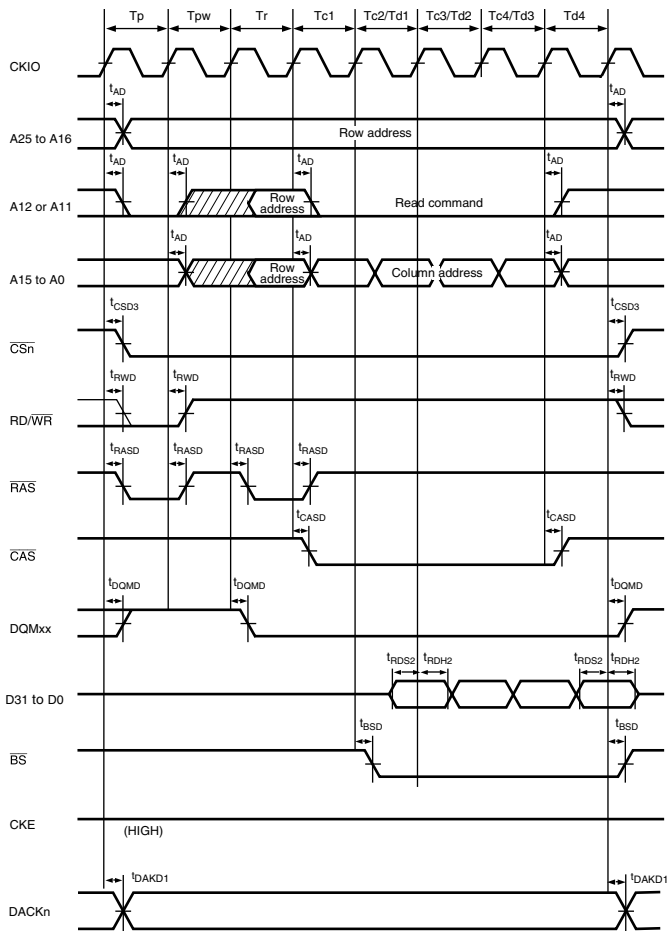 Tp Tpw Tr Tc1 Tc2/Td1 Tc3/Td2 Tc4/Td3 Td4
CKIO
tAD tAD
A25 to A16 Row address
tAD tAD tAD tAD
A12 or A11 Row address Read command
tAD tAD tAD
A15 to A0 Row address Column address
tCSD3 tCSD3
CSn
tRWD tRWD tRWD
RD/WR
tRASD tRASD tRASD tRASD
RAS
tCASD tCASD
CAS
tDQMD tDQMD tDQMD
DQMxx
tRDS2 tRDH2 tRDS2 tRDH2
D31 to D0
tBSD tBSD
BS
CKE
(HIGH)
tDAKD1 tDAKD1
DACKn